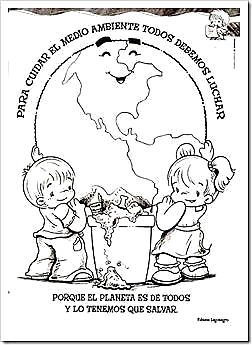 PARA CUIDAR EL MEDIO AMBIENTE TODOS DEBEMOS LUCHAR
PORQUE EL PLANETA ES DE TODOS
Y LO TENEMOS QUE SALVAR.